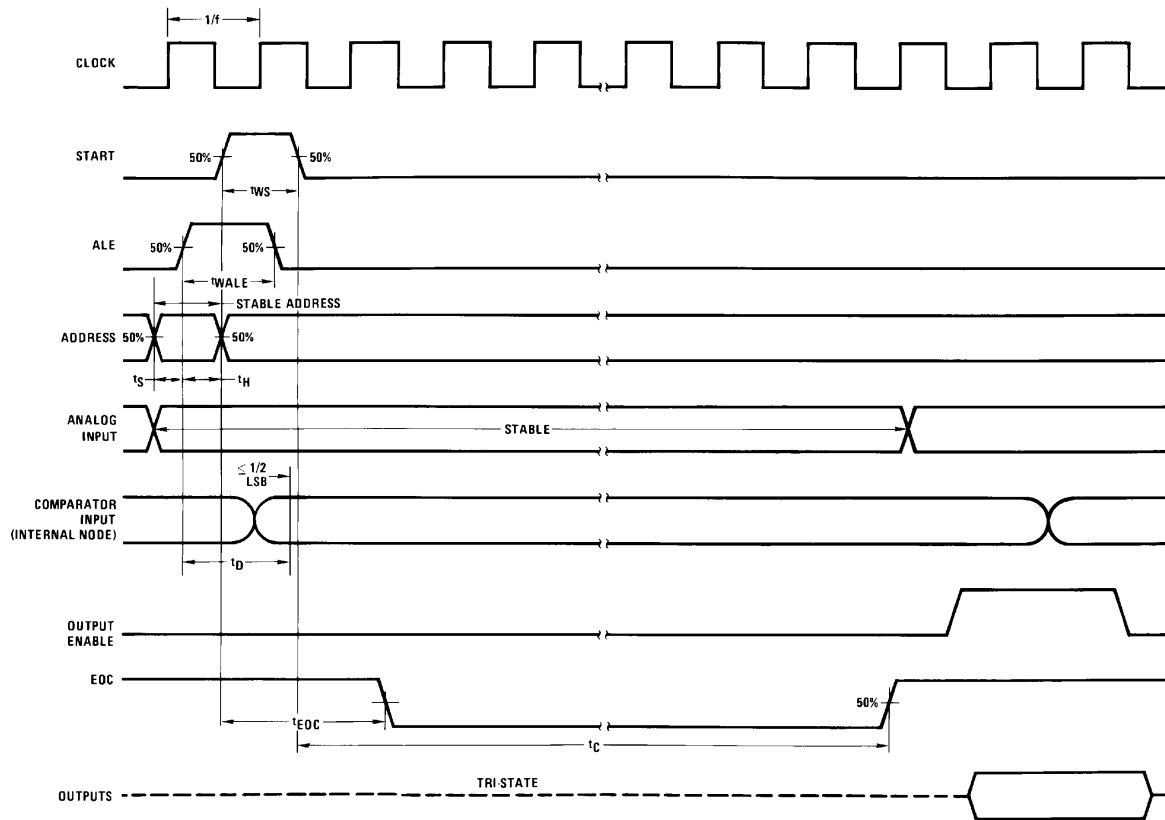 1/f
CLOCK
START
50%
50%
tWS
ALE
50%
50%
tWALE
STABLE ADDRESS
ADDRESS
50%
50%
tS
tH
ANALOG
INPUT
STABLE
≤ 1/2
LSB
COMPARATOR
INPUT
(INTERNAL NODE)
tD
OUTPUT
ENABLE
EOC
50%
tEOC
tC
TRI-STATE
OUTPUTS